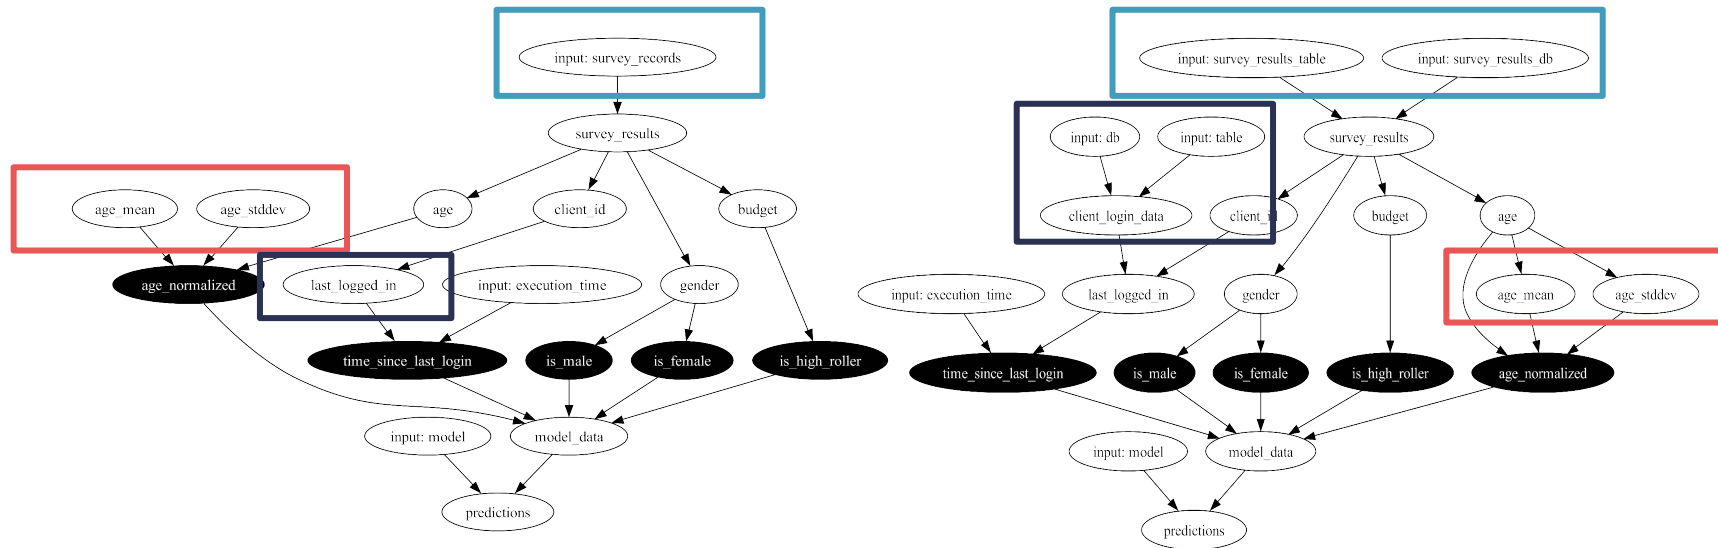 input: survey_records
survey_results
age_mean
age_stddev
age
client_id
budget
age_normalized
last_logged_in
input: execution_time
gender
time_since_last_login
is_male
is_female
is_high_roller
input: model
model_data
predictions
input: survey_results_table
input: survey_results_db
input: db
input: table
survey_results
client_login_data
client_id
budget
age
input: execution_time
last_logged_in
gender
age_mean
age_stddev
time_since_last_login
is_male
is_female
is_high_roller
age_normalized
input: model
model_data
predictions